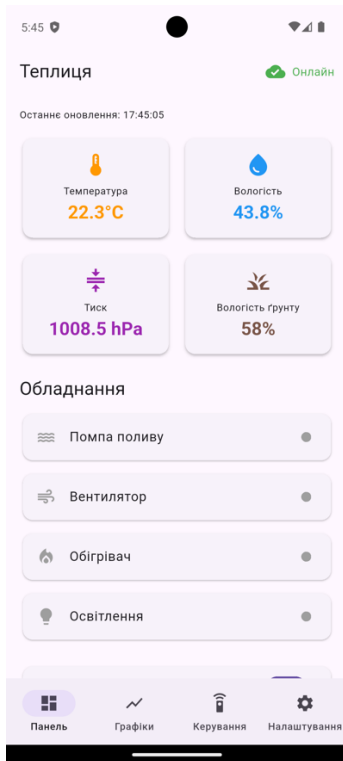 5:45
Теплиця
Онлайн
Останнє оновлення: 17:45:05
Температура
22.3°C
Вологість
43.8%
Тиск
1008.5 hPa
Вологість ґрунту
58%
Обладнання
Помпа поливу
Вентилятор
Обігрівач
Освітлення
Панель
Графіки
Керування
Налаштування